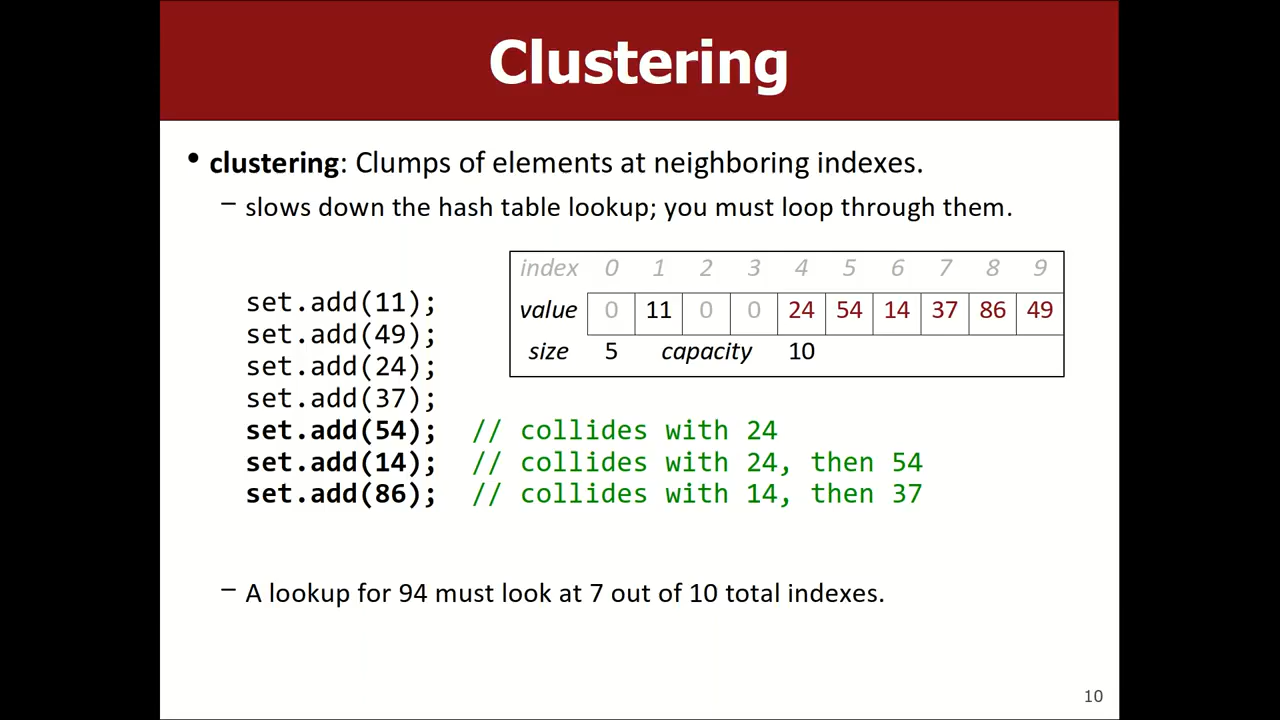 Clustering
• clustering: Clumps of elements at neighboring indexes.
– slows down the hash table lookup; you must loop through them.
index 0 1 2 3 4 5 6 7 8 9
value 0 11 0 0 24 54 14 37 86 49
size 5 capacity 10
set.add(11);
set.add(49);
set.add(24);
set.add(37);
set.add(54); // collides with 24
set.add(14); // collides with 24, then 54
set.add(86); // collides with 14, then 37
– A lookup for 94 must look at 7 out of 10 total indexes.
10